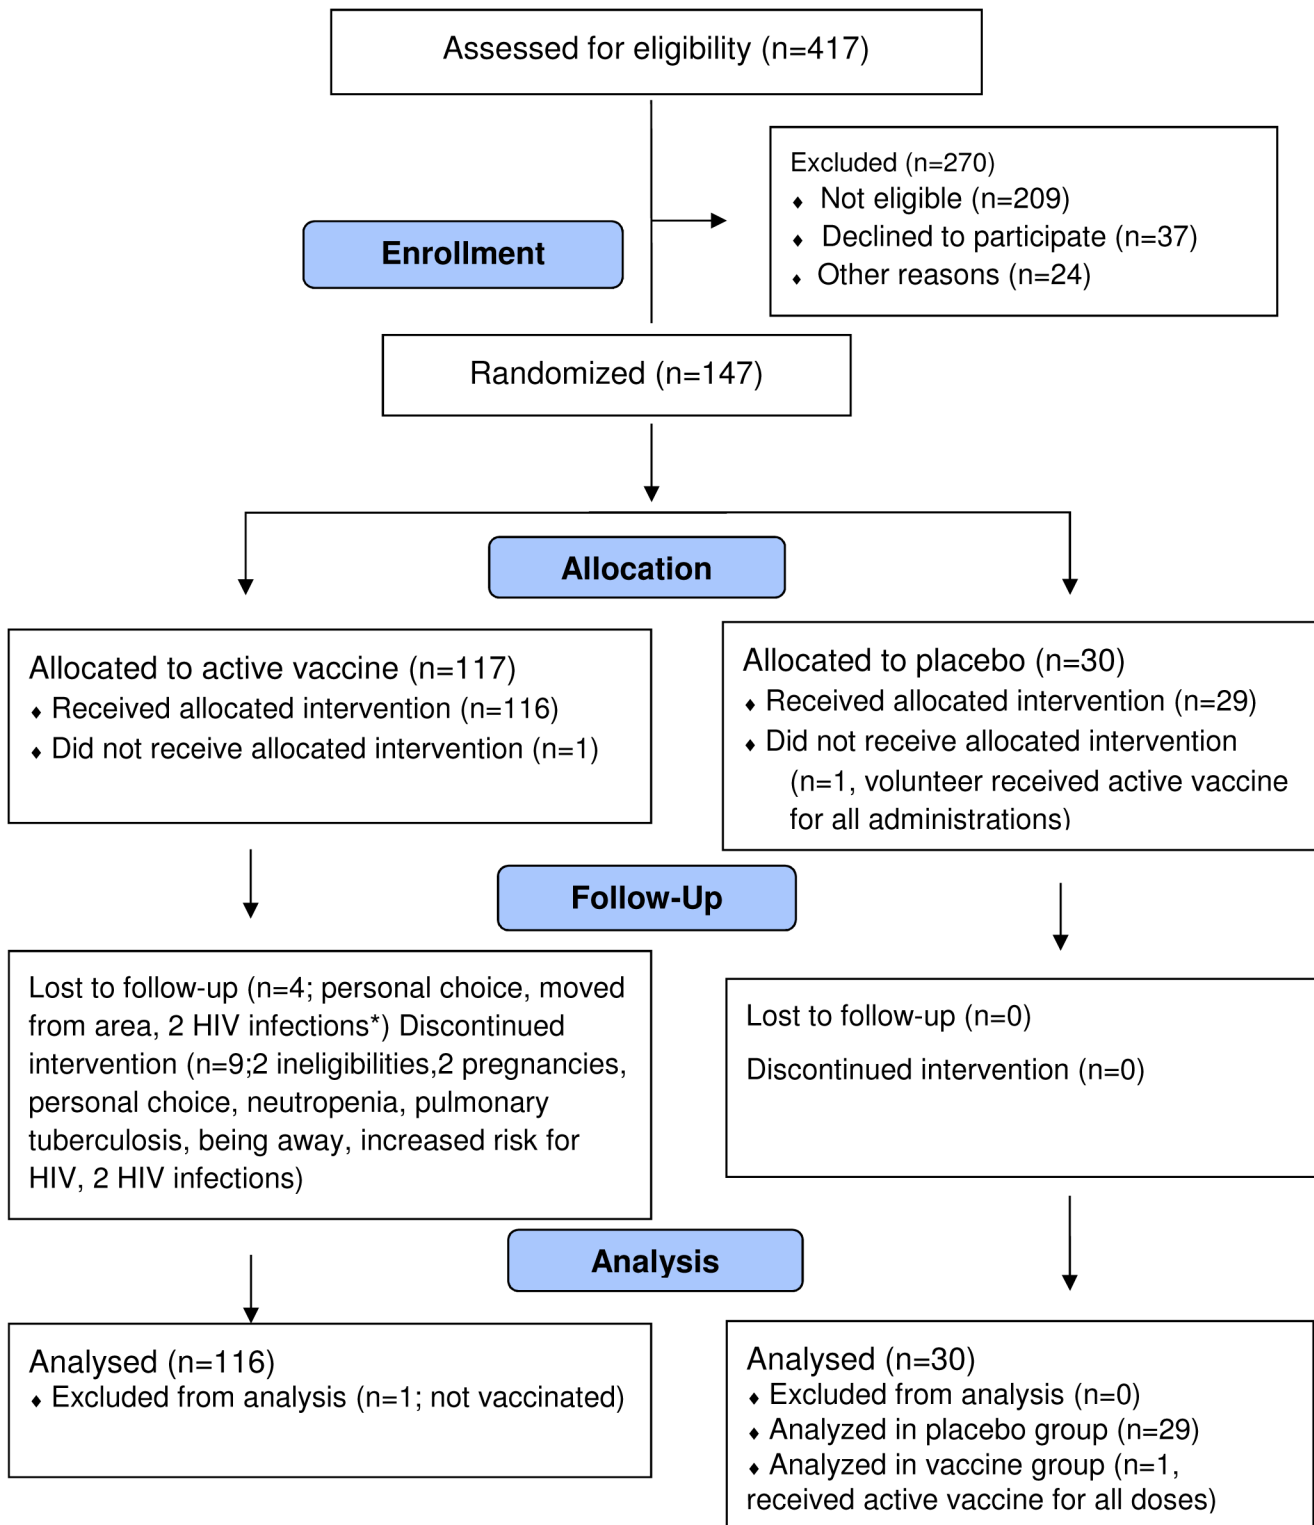 Assessed for eligibility (n=417)
Excluded (n=270)
♦ Not eligible (n=209)
♦ Declined to participate (n=37)
♦ Other reasons (n=24)
Enrollment
Randomized (n=147)
Allocation
Allocated to active vaccine (n=117)
♦ Received allocated intervention (n=116)
♦ Did not receive allocated intervention (n=1)
Allocated to placebo (n=30)
♦ Received allocated intervention (n=29)
♦ Did not receive allocated intervention
(n=1, volunteer received active vaccine
for all administrations)
Follow-Up
Lost to follow-up (n=4; personal choice, moved
from area, 2 HIV infections*) Discontinued
intervention (n=9;2 ineligibilities,2 pregnancies,
personal choice, neutropenia, pulmonary
tuberculosis, being away, increased risk for
HIV, 2 HIV infections)
Lost to follow-up (n=0)
Discontinued intervention (n=0)
Analysis
Analysed (n=116)
♦ Excluded from analysis (n=1; not vaccinated)
Analysed (n=30)
♦ Excluded from analysis (n=0)
♦ Analyzed in placebo group (n=29)
♦ Analyzed in vaccine group (n=1,
received active vaccine for all doses)